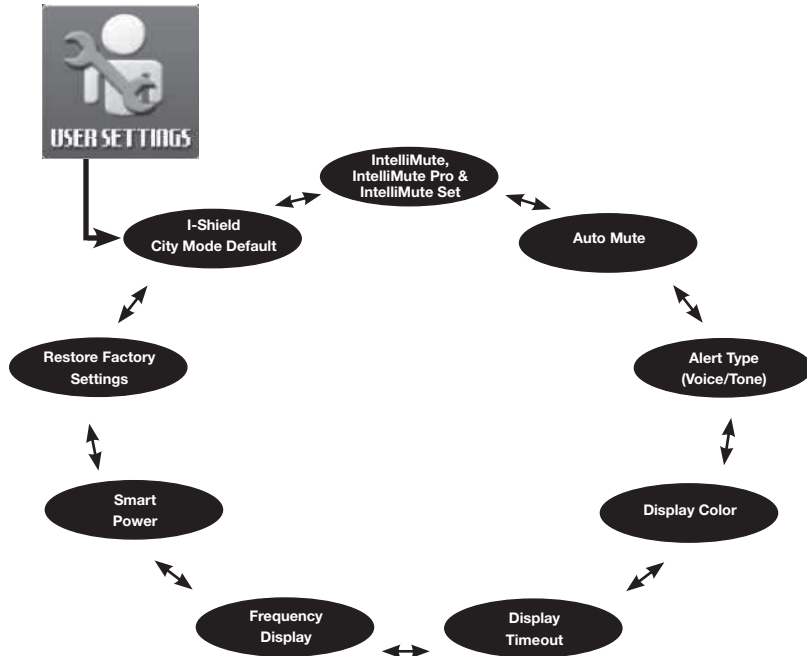 USER SETTINGS
IntelliMute,
IntelliMute Pro &
IntelliMute Set
I-Shield
City Mode Default
Auto Mute
Restore Factory
Settings
Alert Type
(Voice/Tone)
Smart
Power
Display Color
Frequency
Display
Display
Timeout